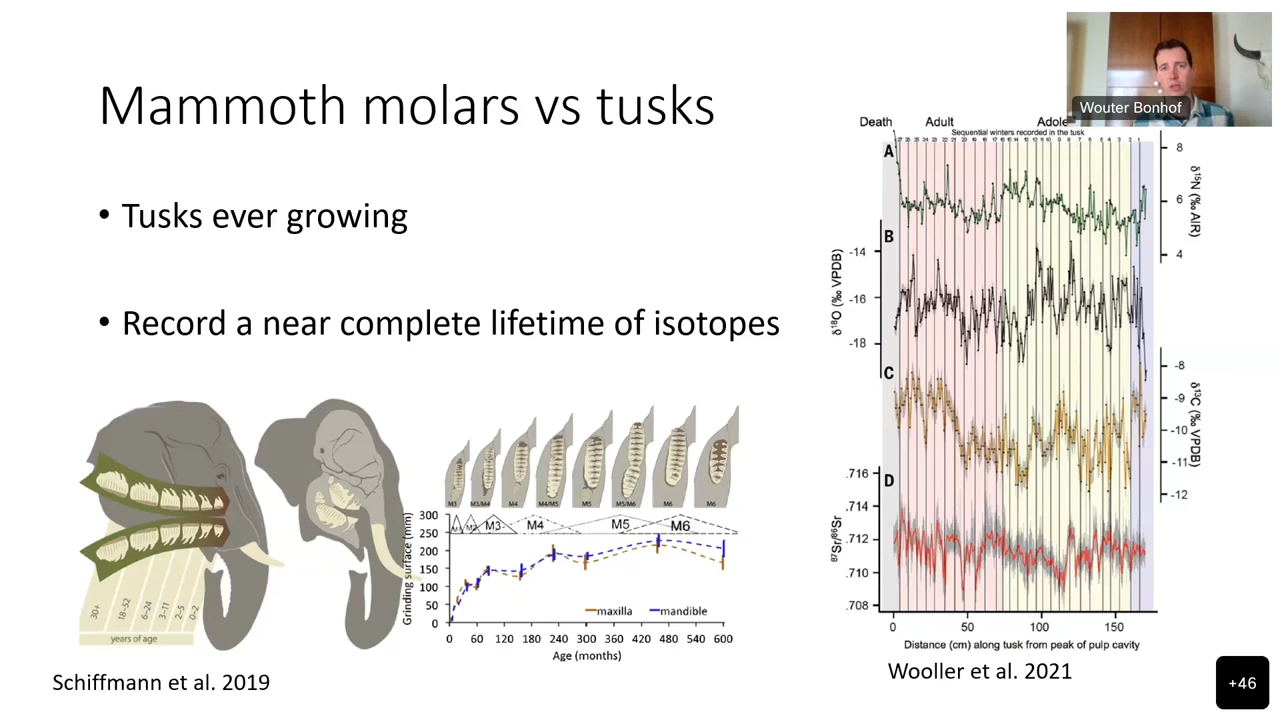 Mammoth molars vs tusks
• Tusks ever growing
• Record a near complete lifetime of isotopes
30+
18–52
6–24
3–11
2–5
0–2
years of age
Schiffmann et al. 2019
M3
M3/M4
M4
M4/M5
M5
M5/M6
M6
M6
M2
M3
M4
M5
M6
Grinding surface (mm)
300
250
200
150
100
50
0
maxilla
mandible
0 60 120 180 240 300 360 420 480 540 600
Age (months)
Wouter Bonhof
Death Adult
Sequential winters recorded in the tusk
A
8
6
4
δ15N (‰ AIR)
B
-14
-16
-18
δ18O (‰ VPDB)
C
-8
-9
-10
-11
-12
δ13C (‰ VPDB)
D
.716
.714
.712
.710
.708
87Sr/86Sr
0 50 100 150
Distance (cm) along tusk from peak of pulp cavity
Wooller et al. 2021
+46